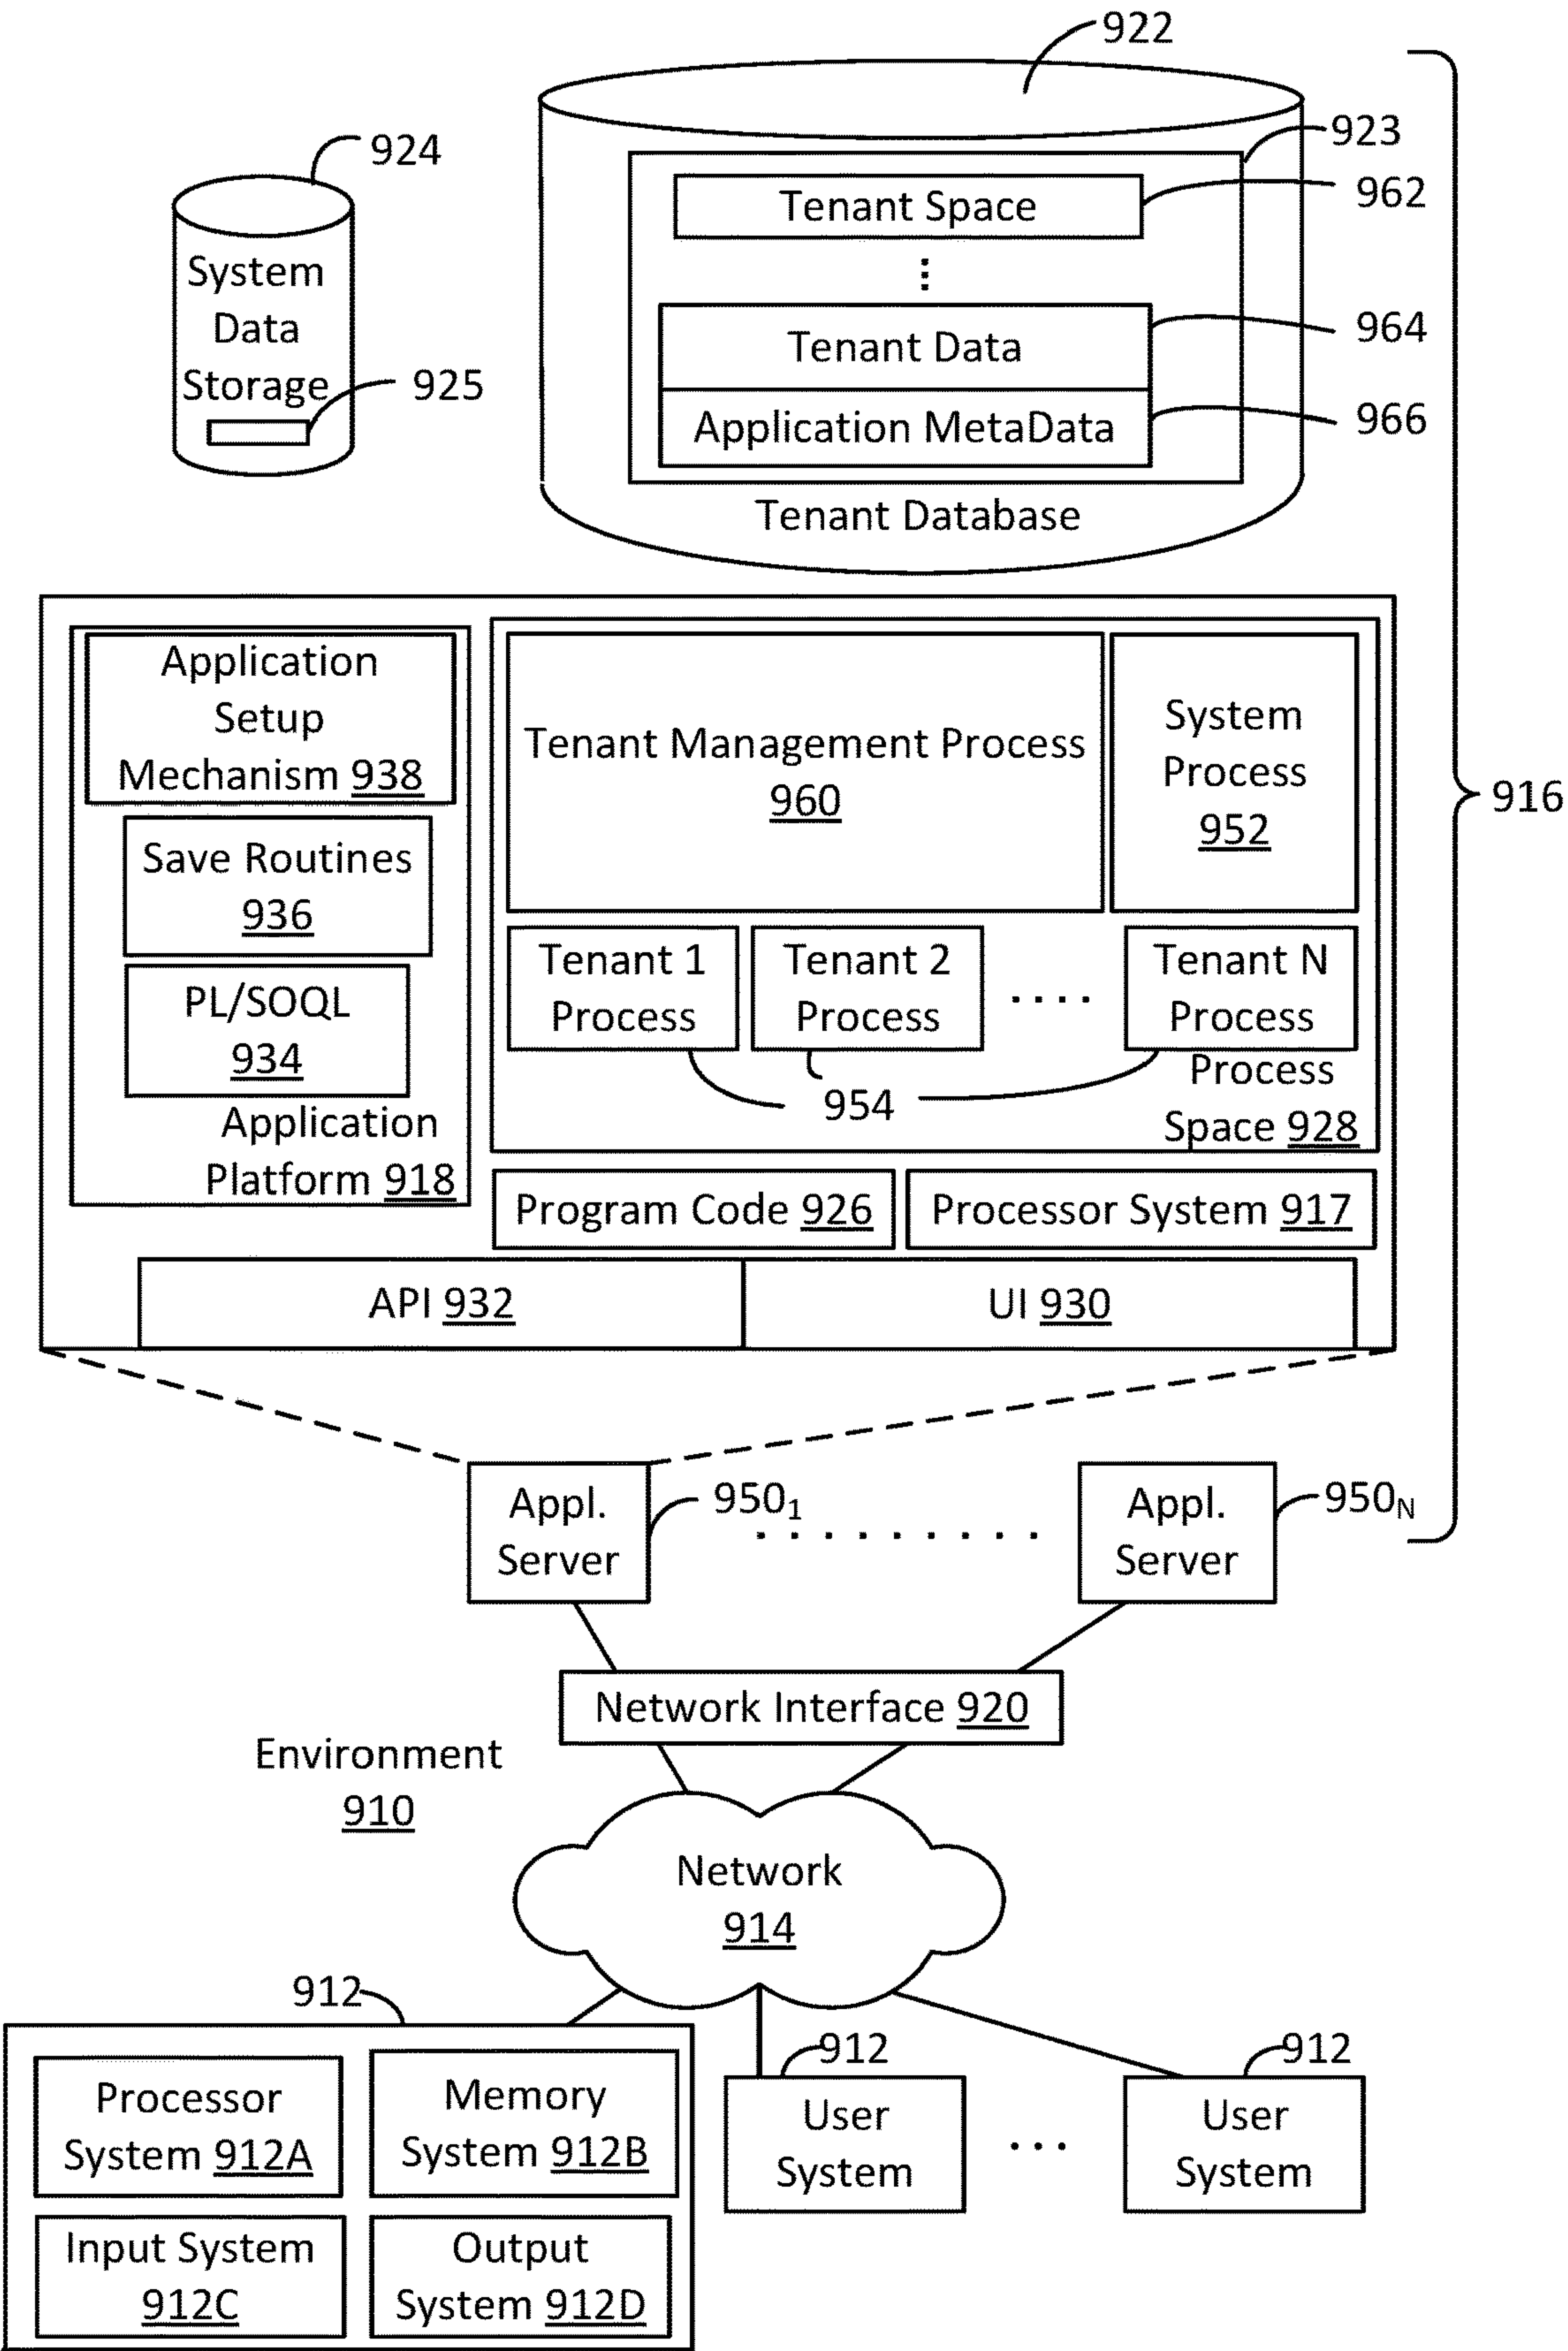 922
923
924
962
Tenant Space
System
Data
Storage
964
Tenant Data
925
966
Application MetaData
Tenant Database
Application
Setup
Mechanism 938
Tenant Management Process
960
System
Process
952
916
Save Routines
936
Tenant 1
Process
Tenant 2
Process
....
Tenant N
Process
PL/SOQL
934
954
Process
Space 928
Application
Platform 918
Program Code 926
Processor System 917
API 932
UI 930
Appl.
Server
950₁
.........
Appl.
Server
950N
Network Interface 920
Environment
910
Network
914
912
Processor
System 912A
Memory
System 912B
Input System
912C
Output
System 912D
912
User
System
...
912
User
System